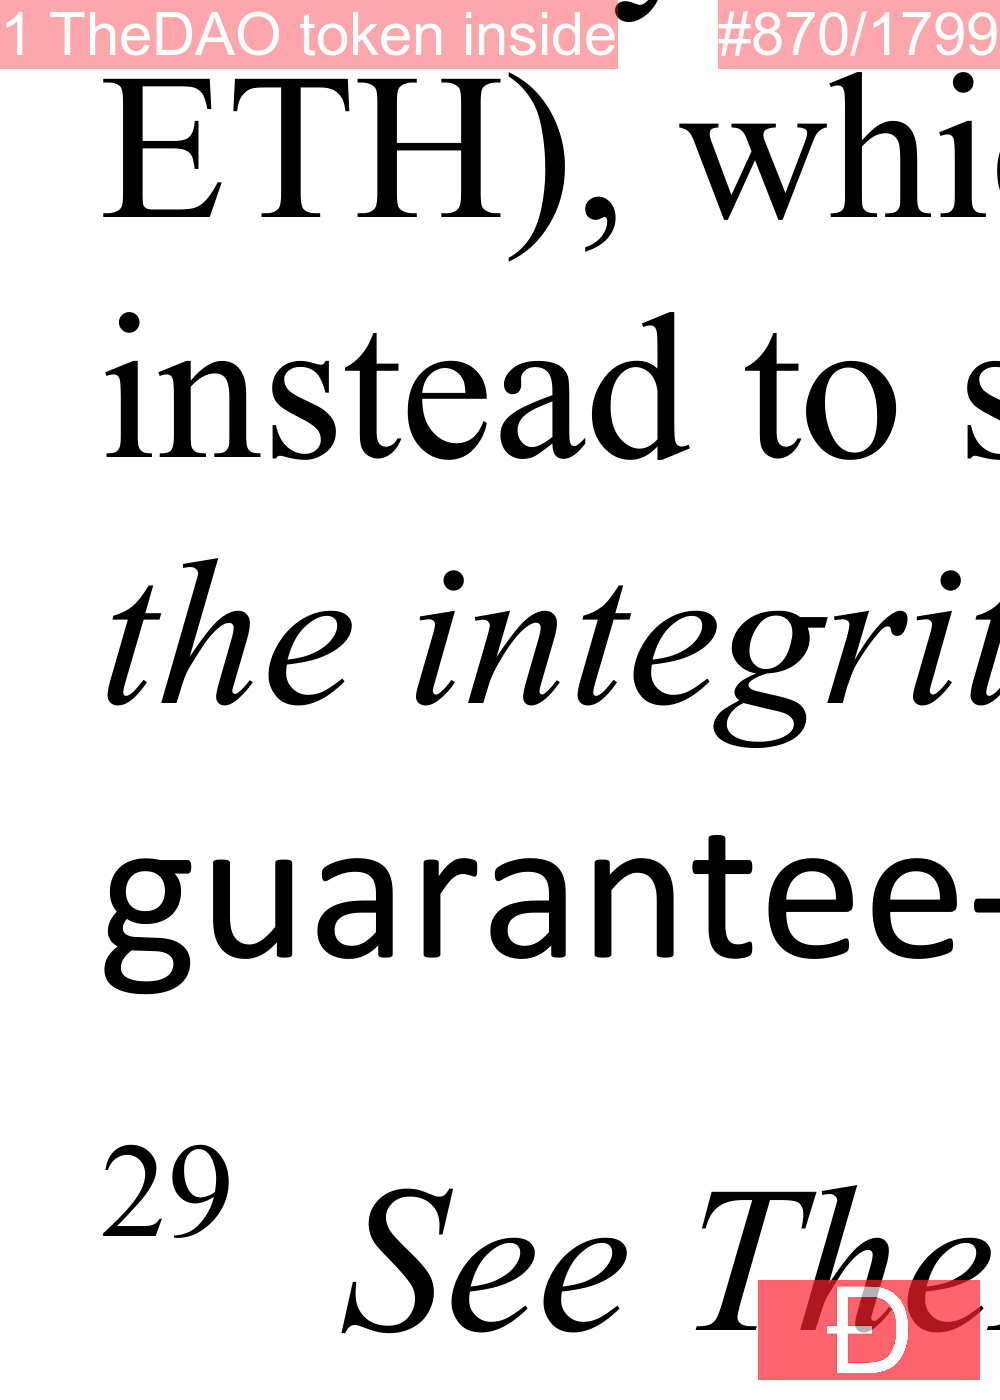 1 TheDAO token inside #870/1799
ETH), whi
instead to s
the integrit
guarantee-
29 See The
Đ